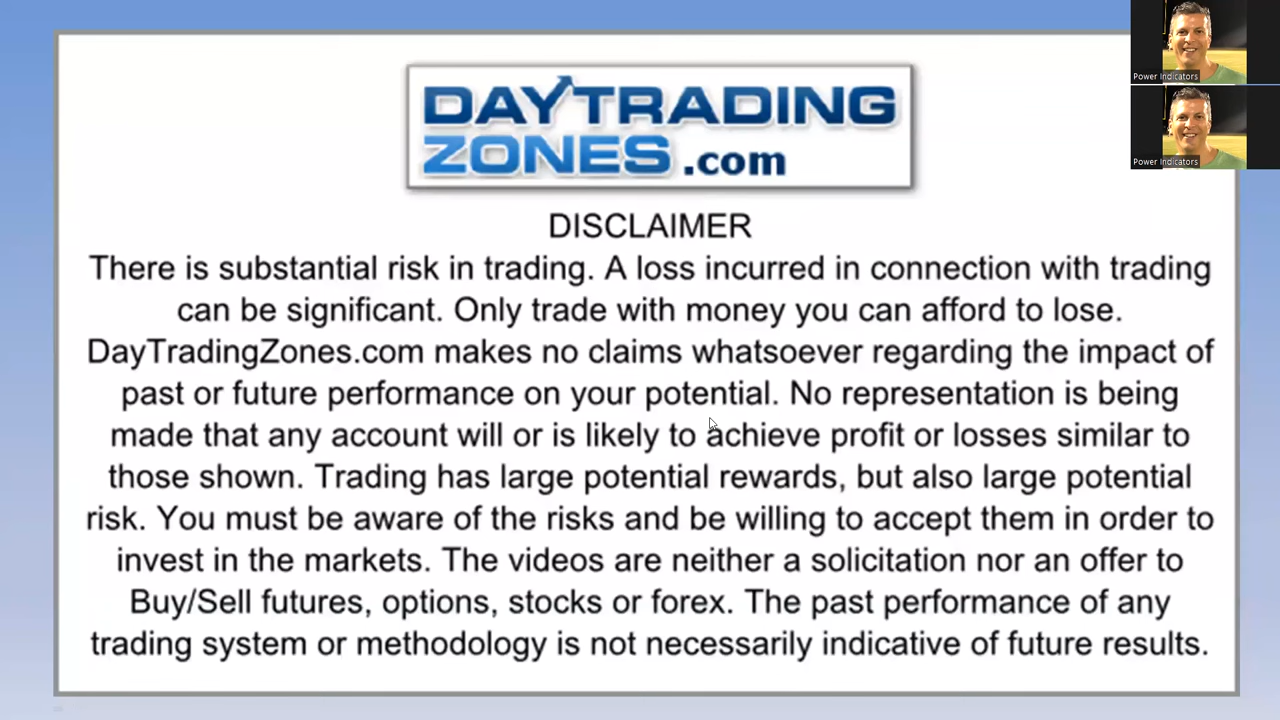 DAYTRADING
ZONES.com
Power Indicators
Power Indicators
DISCLAIMER
There is substantial risk in trading. A loss incurred in connection with trading
can be significant. Only trade with money you can afford to lose.
DayTradingZones.com makes no claims whatsoever regarding the impact of
past or future performance on your potential. No representation is being
made that any account will or is likely to achieve profit or losses similar to
those shown. Trading has large potential rewards, but also large potential
risk. You must be aware of the risks and be willing to accept them in order to
invest in the markets. The videos are neither a solicitation nor an offer to
Buy/Sell futures, options, stocks or forex. The past performance of any
trading system or methodology is not necessarily indicative of future results.